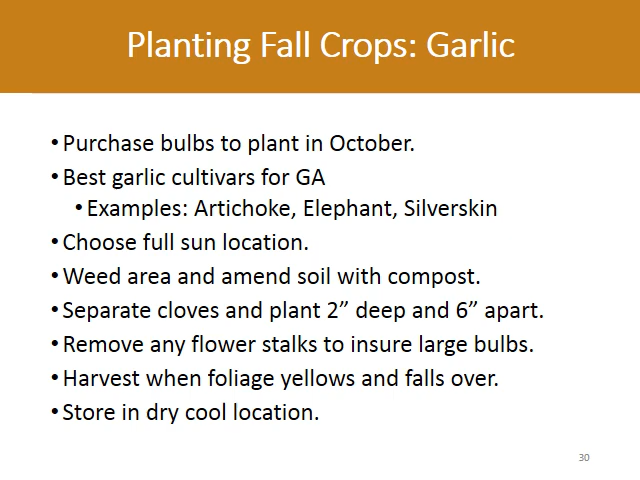 Planting Fall Crops: Garlic
• Purchase bulbs to plant in October.
• Best garlic cultivars for GA
• Examples: Artichoke, Elephant, Silverskin
• Choose full sun location.
• Weed area and amend soil with compost.
• Separate cloves and plant 2” deep and 6” apart.
• Remove any flower stalks to insure large bulbs.
• Harvest when foliage yellows and falls over.
• Store in dry cool location.
30